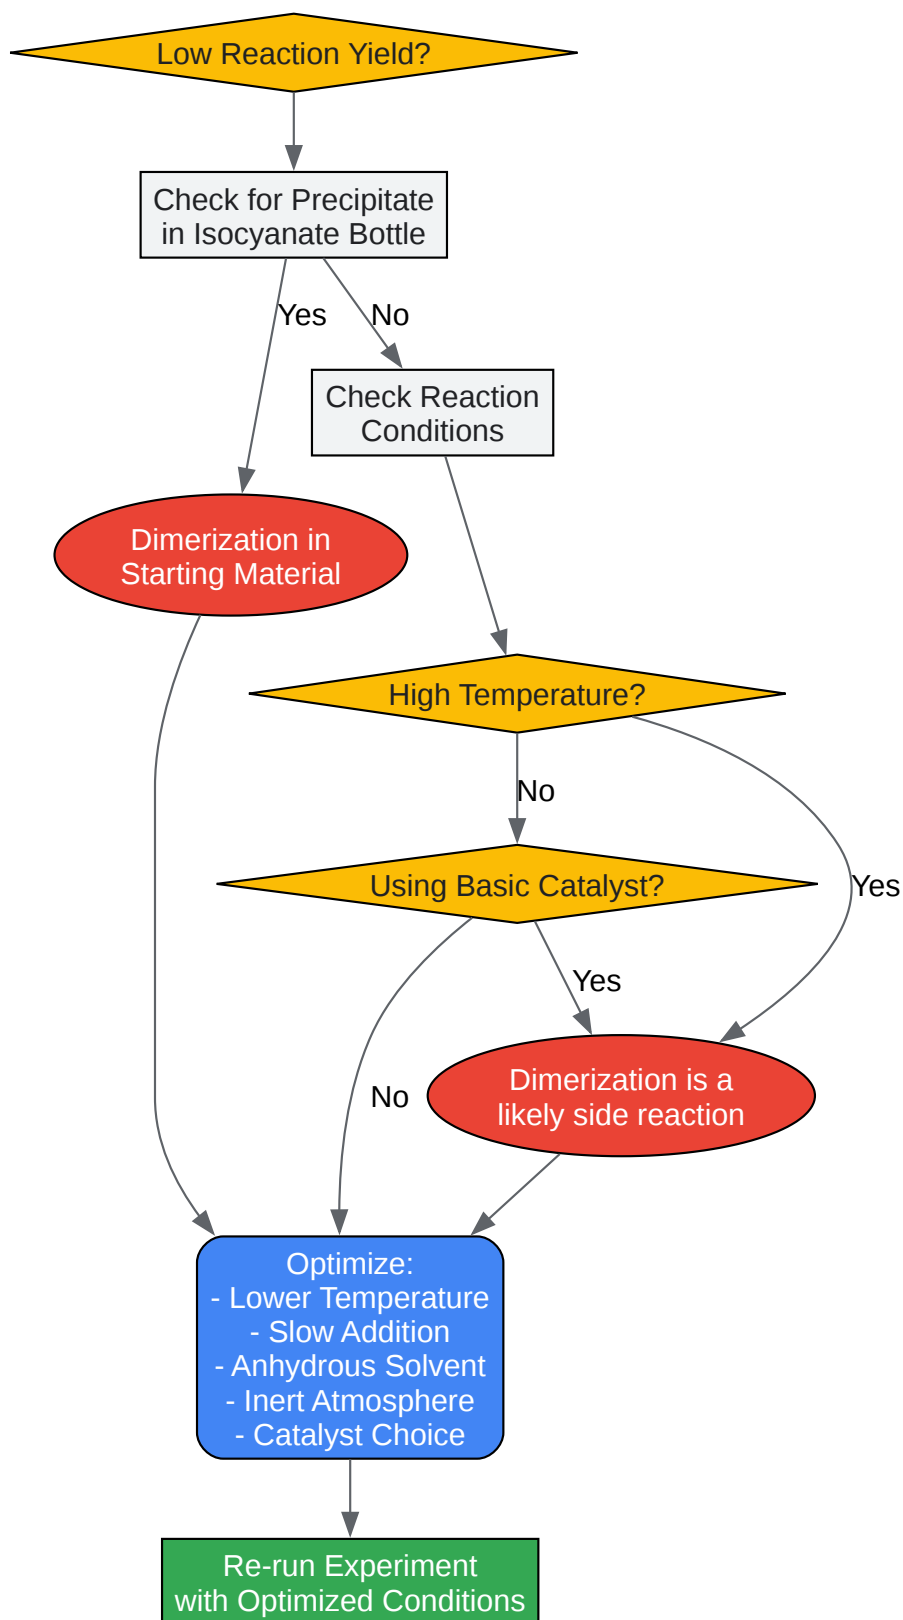 Low Reaction Yield?
Check for Precipitate
in Isocyanate Bottle
Yes
No
Check Reaction
Conditions
Dimerization in
Starting Material
High Temperature?
No
Using Basic Catalyst?
Yes
Yes
Dimerization is a
likely side reaction
No
Optimize:
- Lower Temperature
- Slow Addition
- Anhydrous Solvent
- Inert Atmosphere
- Catalyst Choice
Re-run Experiment
with Optimized Conditions